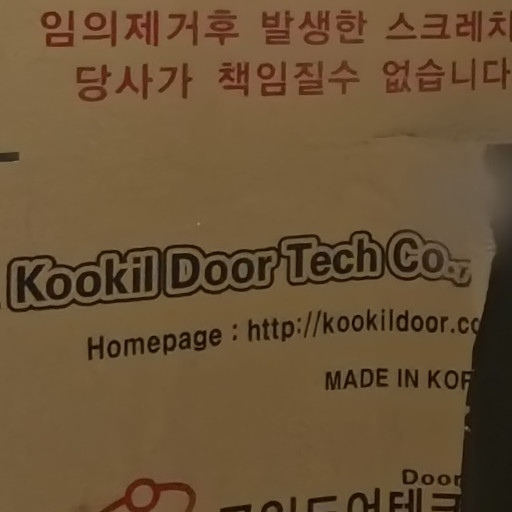 임의제거후 발생한 스크레치
당사가 책임질수 없습니다
Kookil Door Tech Co.,
Homepage : http://kookildoor.co
MADE IN KOR
Door